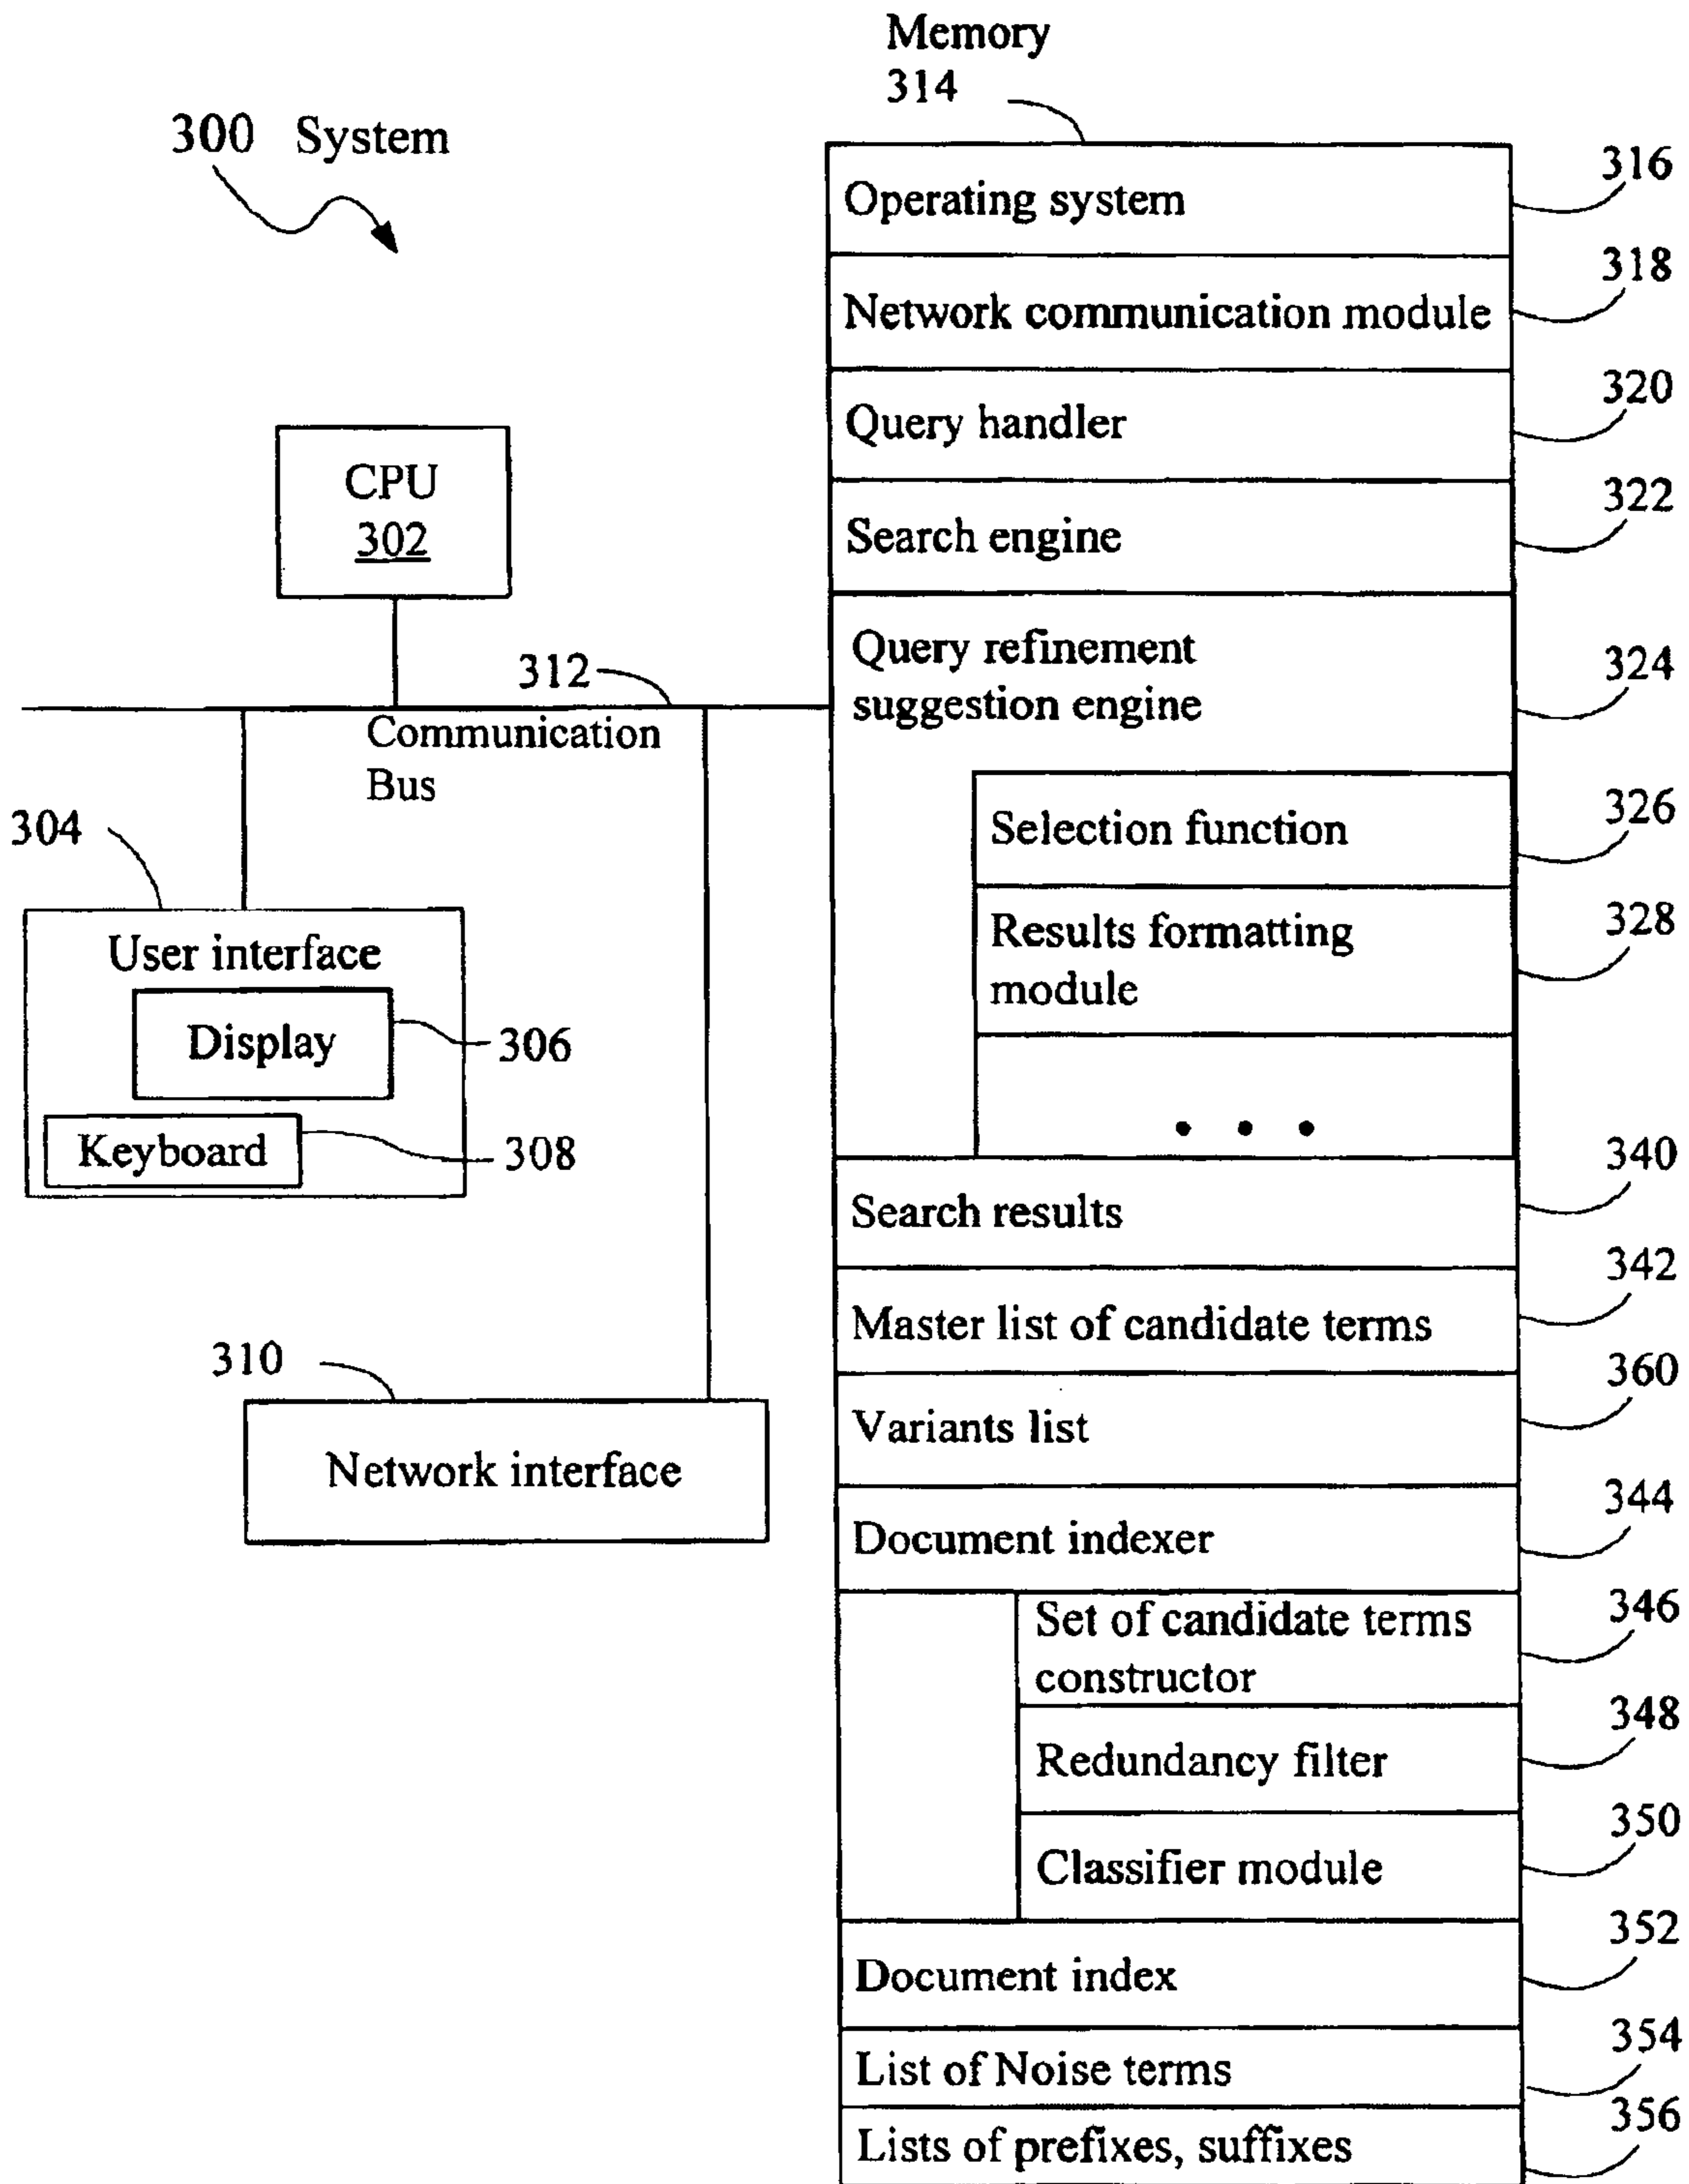 Memory
314
300 System
316
Operating system
318
Network communication module
320
Query handler
CPU
302
322
Search engine
312
Query refinement
suggestion engine
324
Communication
Bus
304
326
Selection function
328
User interface
Results formatting
module
Display
306
Keyboard
308
• • •
340
Search results
342
Master list of candidate terms
310
360
Variants list
Network interface
344
Document indexer
346
Set of candidate terms
constructor
348
Redundancy filter
350
Classifier module
352
Document index
354
List of Noise terms
356
Lists of prefixes, suffixes